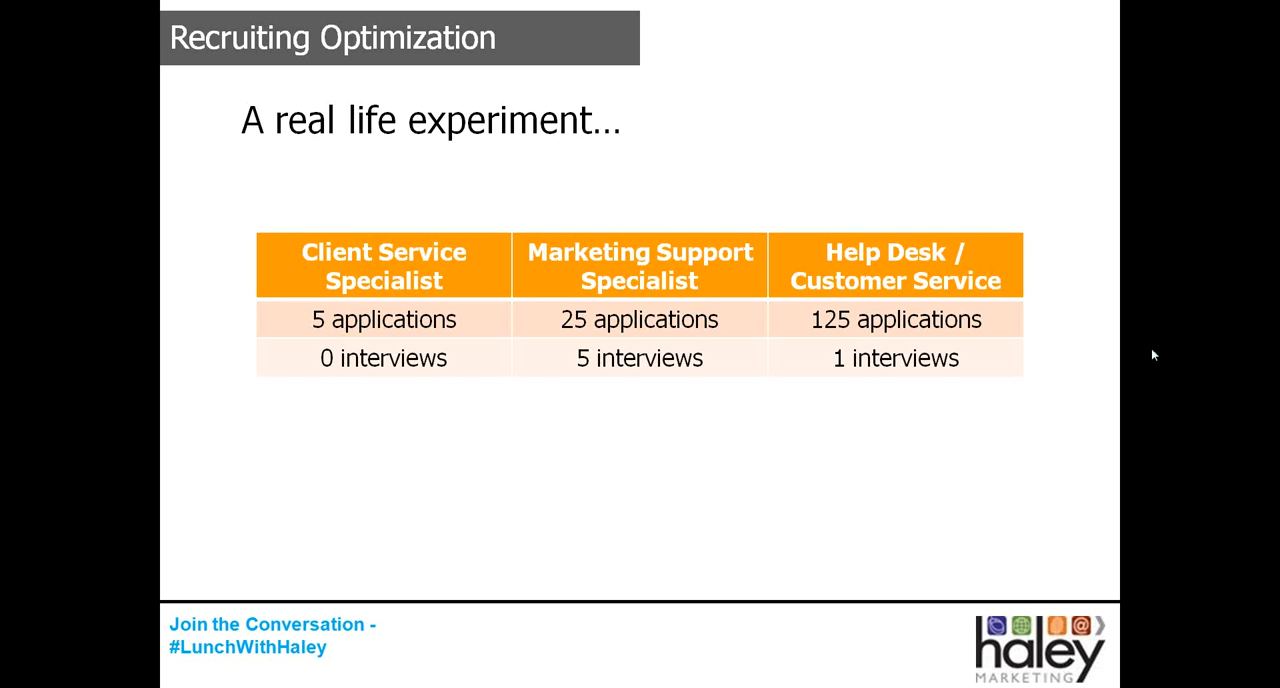 Recruiting Optimization
A real life experiment...
Client Service Specialist
Marketing Support Specialist
Help Desk / Customer Service
5 applications
25 applications
125 applications
0 interviews
5 interviews
1 interviews
Join the Conversation -
#LunchWithHaley
@
haley
MARKETING